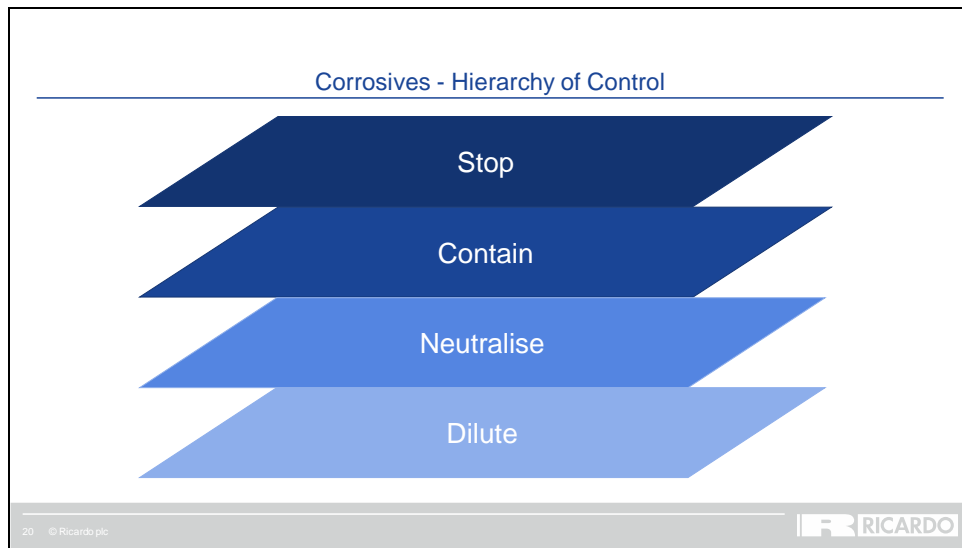 Corrosives - Hierarchy of Control
Stop
Contain
Neutralise
Dilute
20 © Ricardo plc
RICARDO